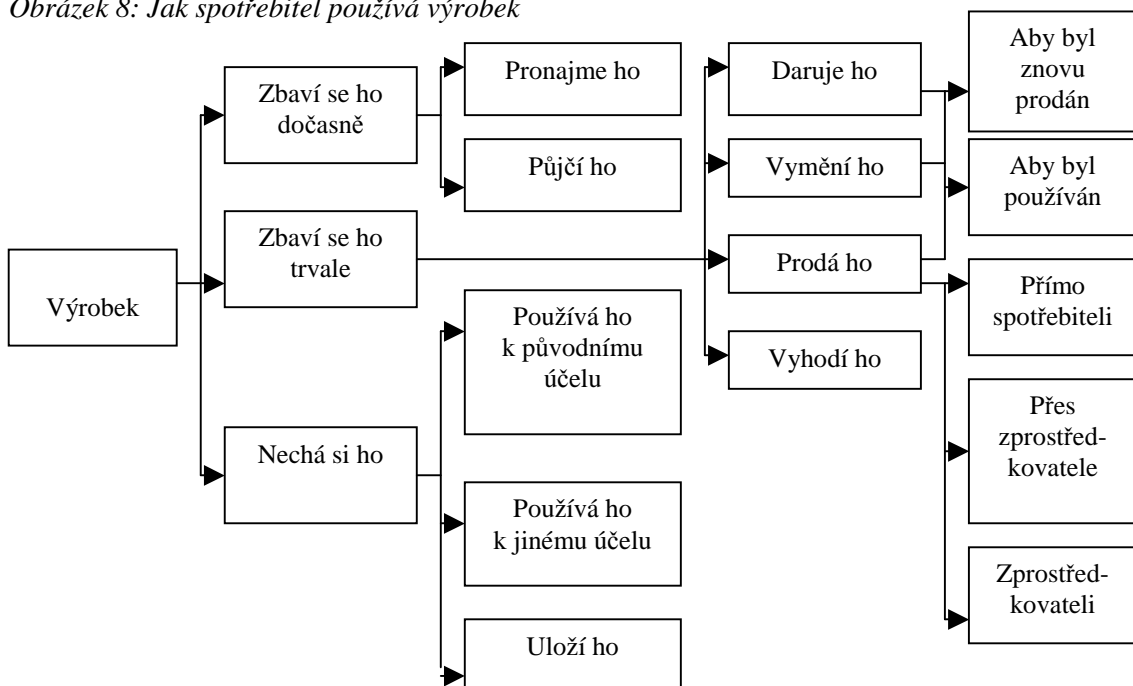 Obrázek 8: Jak spotřebitel používá výrobek
Výrobek
Zbaví se ho
dočasně
Zbaví se ho
trvale
Nechá si ho
Pronajme ho
Půjčí ho
Používá ho
k původnímu
účelu
Používá ho
k jinému účelu
Uloží ho
Daruje ho
Vymění ho
Prodá ho
Vyhodí ho
Aby byl
znovu
prodán
Aby byl
používán
Přímo
spotřebiteli
Přes
zprostřed-
kovatele
Zprostřed-
kovateli